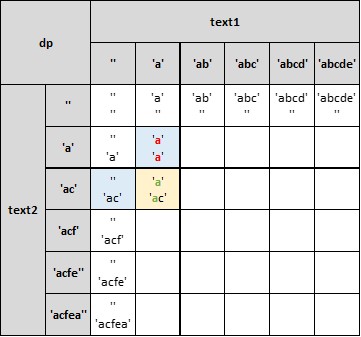 dp
text1
'' 'a' 'ab' 'abc' 'abcd' 'abcde'
text2
'' '' 'a' 'ab' 'abc' 'abcd' 'abcde'
'' '' '' '' '' ''
'a' '' 'a'
'a' 'a'
'ac' '' 'a'
'ac' 'ac'
'acf' ''
'acf'
'acfe'' ''
'acfe'
'acfea'' ''
'acfea'